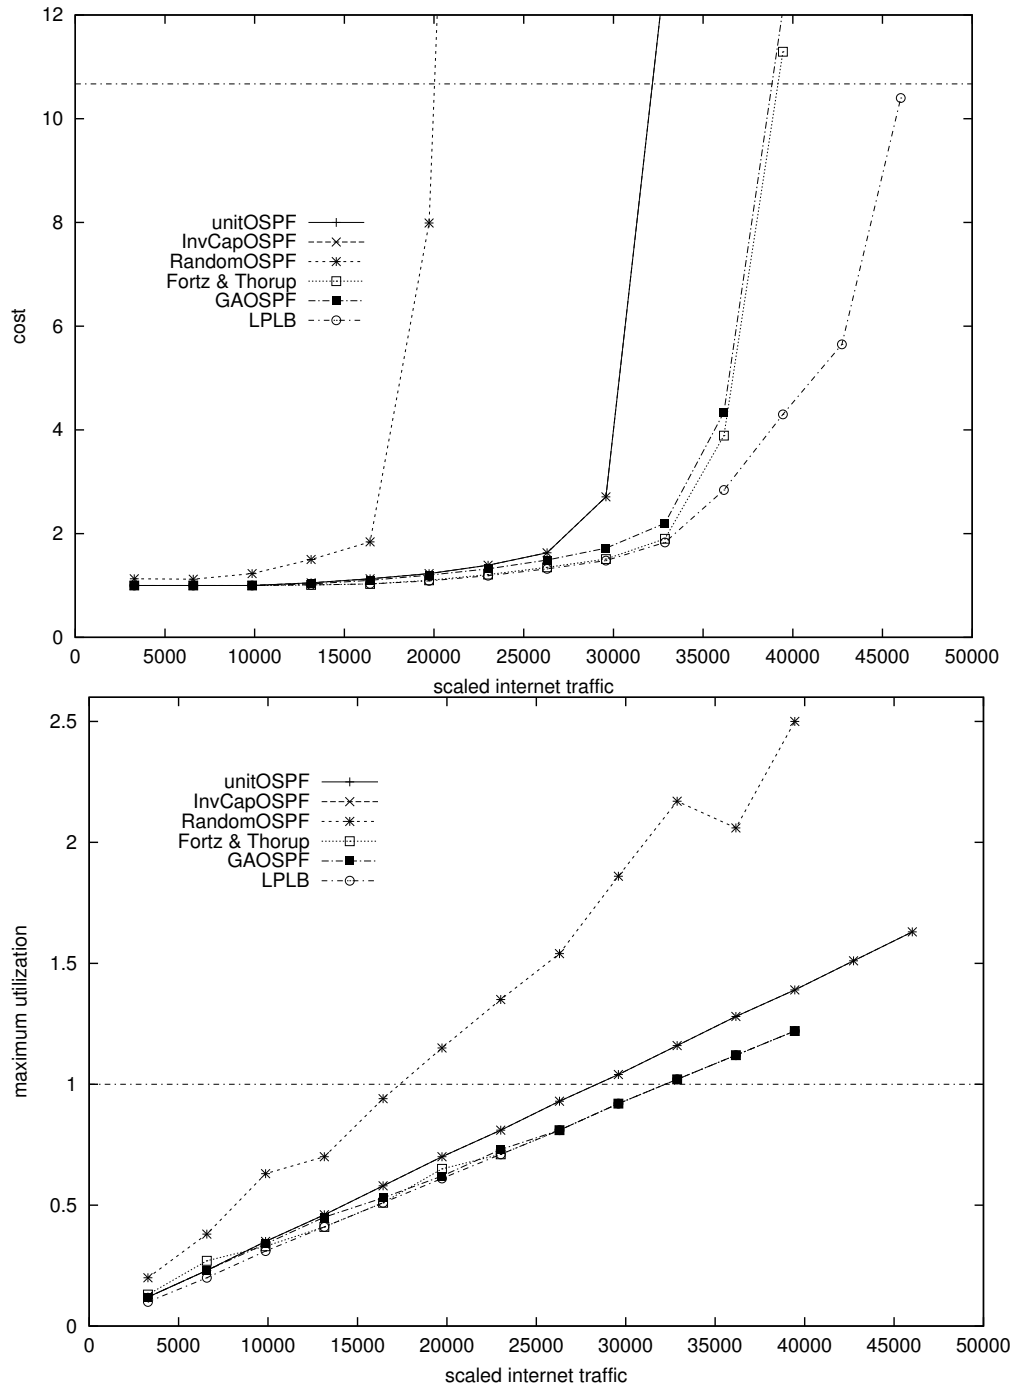 12
10
8
6
4
2
0
cost
unitOSPF
InvCapOSPF
RandomOSPF
Fortz & Thorup
GAOSPF
LPLB
0 5000 10000 15000 20000 25000 30000 35000 40000 45000 50000
scaled internet traffic
2.5
2
1.5
1
0.5
0
maximum utilization
unitOSPF
InvCapOSPF
RandomOSPF
Fortz & Thorup
GAOSPF
LPLB
0 5000 10000 15000 20000 25000 30000 35000 40000 45000 50000
scaled internet traffic